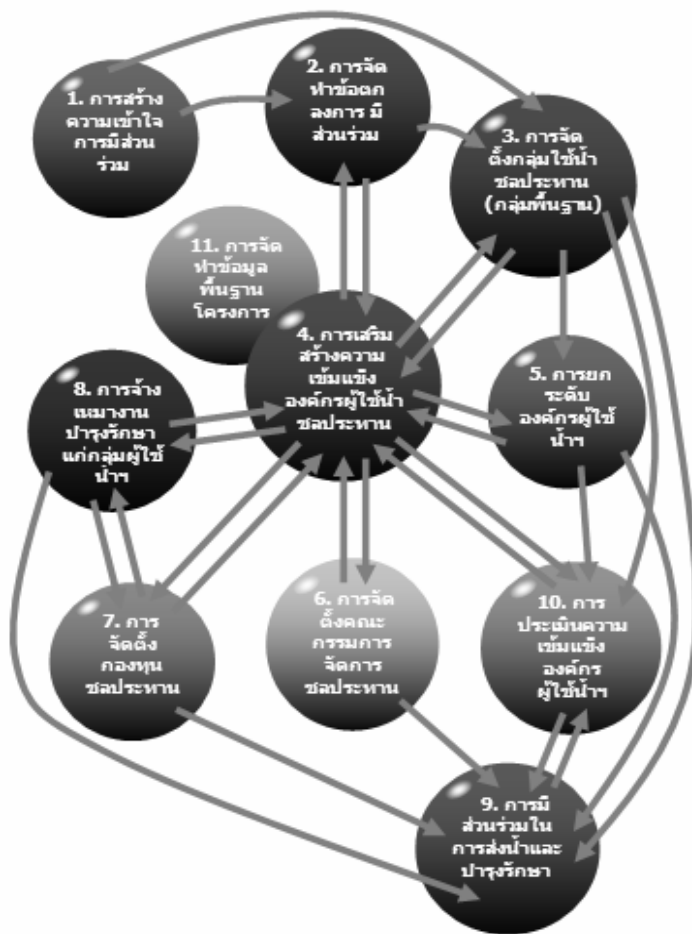 1. การสร้าง
ความเข้าใจ
การมีส่วน
ร่วม
2. การจัด
ทำข้อตก
ลงการ มี
ส่วนร่วม
3. การจัด
ตั้งกลุ่มใช้น้ำ
ชลประทาน
(กลุ่มพื้นฐาน)
11. การจัด
ทำข้อมูล
พื้นฐาน
โครงการ
4. การเสริม
สร้างความ
เข้มแข็ง
องค์กรผู้ใช้น้ำ
ชลประทาน
5. การยก
ระดับ
องค์กรผู้ใช้
น้ำฯ
8. การจ้าง
เหมางาน
บำรุงรักษา
แก่กลุ่มผู้ใช้
น้ำฯ
7. การ
จัดตั้ง
กองทุน
ชลประทาน
6. การจัด
ตั้งคณะ
กรรมการ
จัดการ
ชลประทาน
10. การ
ประเมินความ
เข้มแข็ง
องค์กร
ผู้ใช้น้ำฯ
9. การมี
ส่วนร่วมใน
การส่งน้ำและ
บำรุงรักษา